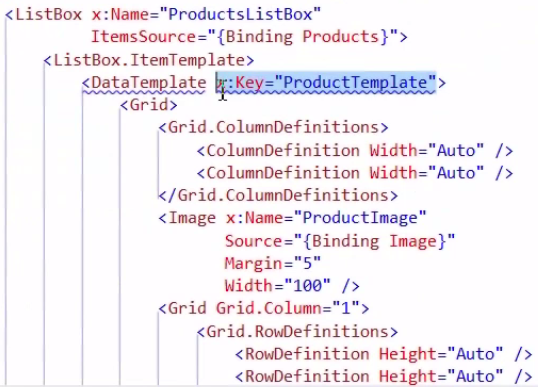 <ListBox x:Name="ProductsListBox"
ItemsSource="{Binding Products}">
<ListBox.ItemTemplate>
<DataTemplate x:Key="ProductTemplate">
<Grid>
<Grid.ColumnDefinitions>
<ColumnDefinition Width="Auto" />
<ColumnDefinition Width="Auto" />
</Grid.ColumnDefinitions>
<Image x:Name="ProductImage"
Source="{Binding Image}"
Margin="5"
Width="100" />
<Grid Grid.Column="1">
<Grid.RowDefinitions>
<RowDefinition Height="Auto" />
<RowDefinition Height="Auto" />